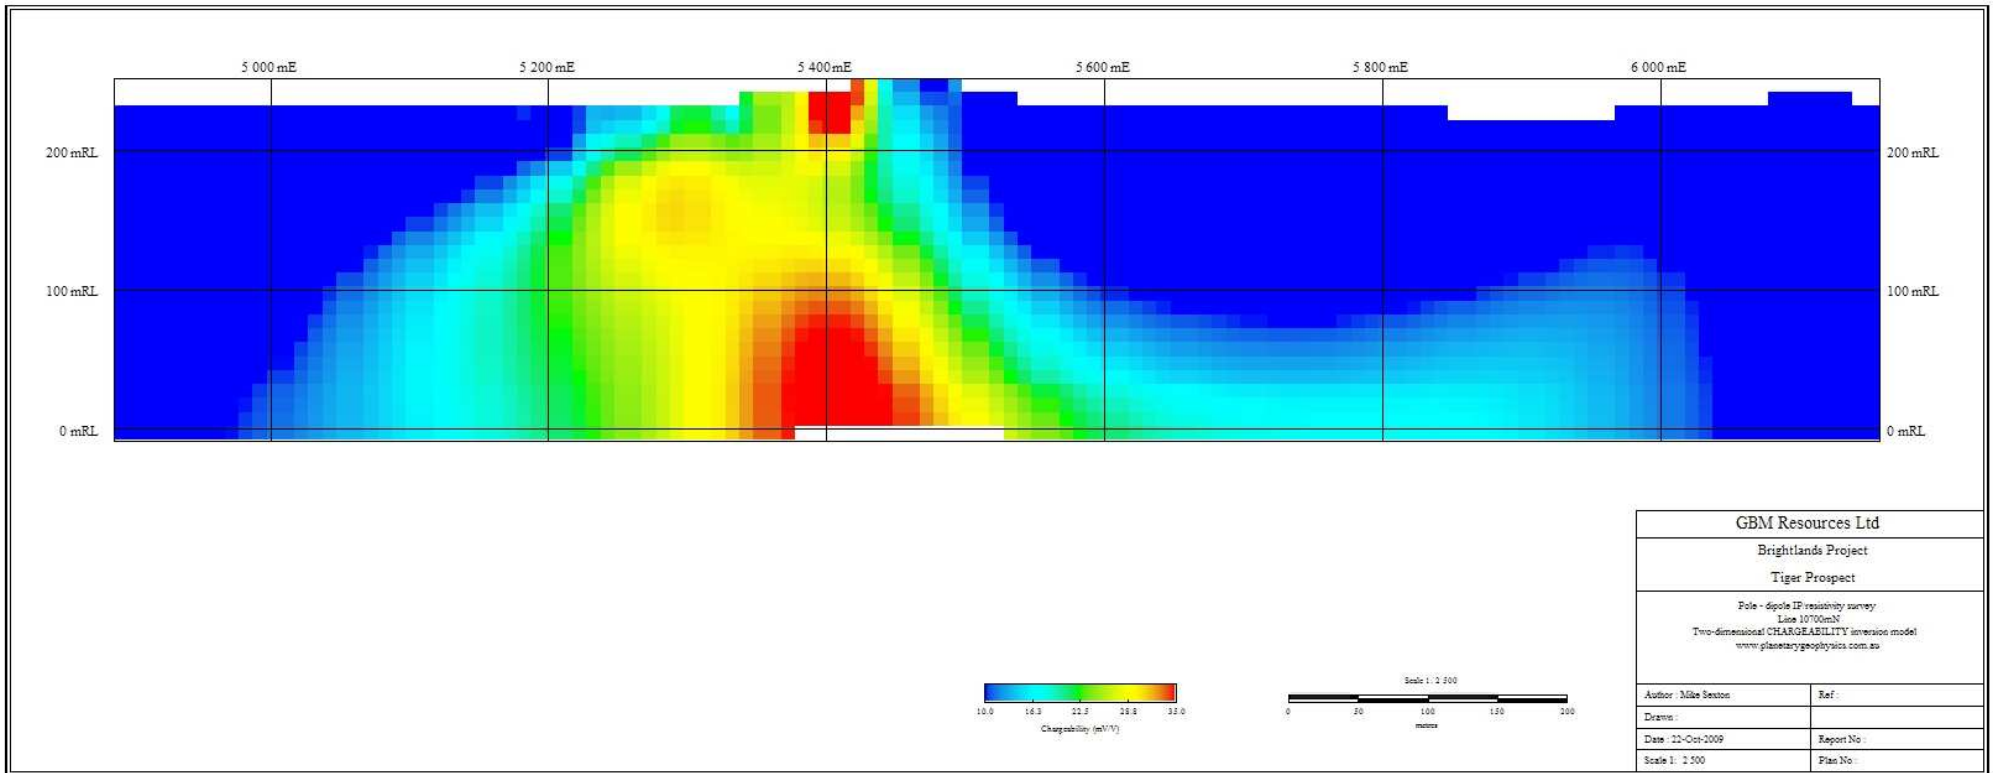 5 000 mE 5 200 mE 5 400 mE 5 600 mE 5 800 mE 6 000 mE
200 mRL 200 mRL
100 mRL 100 mRL
0 mRL 0 mRL
GBM Resources Ltd
Brightlands Project
Tiger Prospect
Pole - dipole IP/resistivity survey
Line 10700mN
Two-dimensional CHARGEABILITY inversion model
www.planetarygeophysics.com.au
Scale 1: 2 500
10.0 16.3 22.5 28.8 35.0
0 50 100 150 200
Chargeability (mV/V)
metres
Author : Mike Sexton Ref :
Drawn :
Date : 22-Oct-2009 Report No :
Scale 1: 2 500 Plan No :